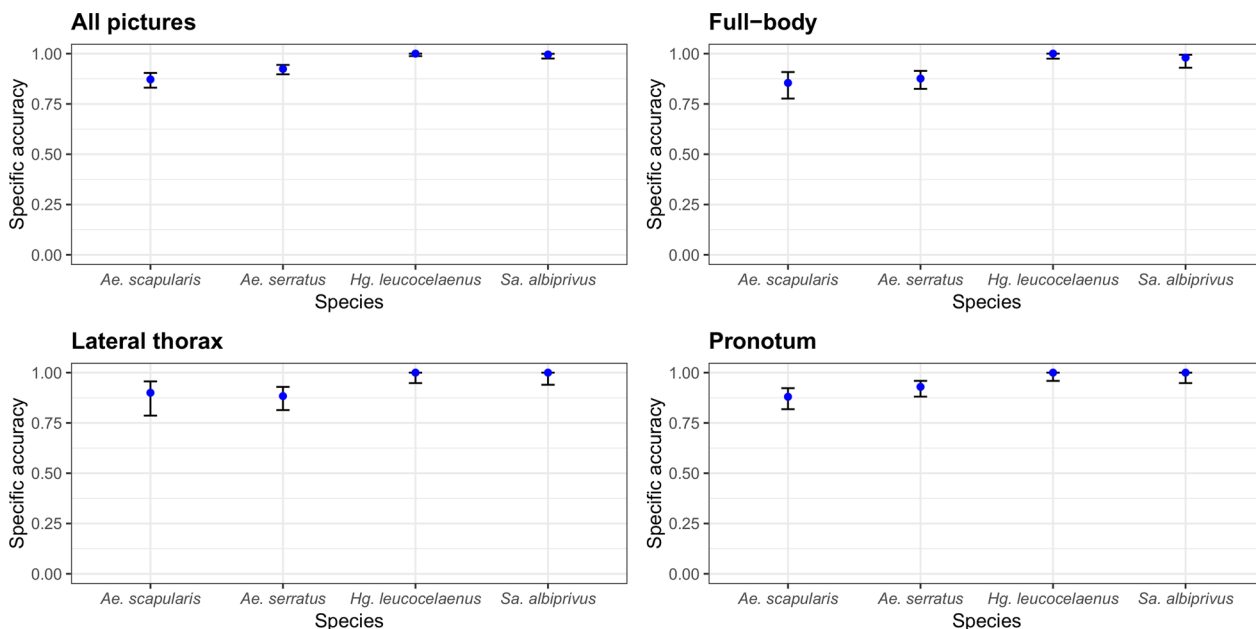 All pictures
Specific accuracy
1.00
0.75
0.50
0.25
0.00
Ae. scapularis Ae. serratus Hg. leucocelaenus Sa. albiprivus
Species
Full−body
Specific accuracy
1.00
0.75
0.50
0.25
0.00
Ae. scapularis Ae. serratus Hg. leucocelaenus Sa. albiprivus
Species
Lateral thorax
Specific accuracy
1.00
0.75
0.50
0.25
0.00
Ae. scapularis Ae. serratus Hg. leucocelaenus Sa. albiprivus
Species
Pronotum
Specific accuracy
1.00
0.75
0.50
0.25
0.00
Ae. scapularis Ae. serratus Hg. leucocelaenus Sa. albiprivus
Species